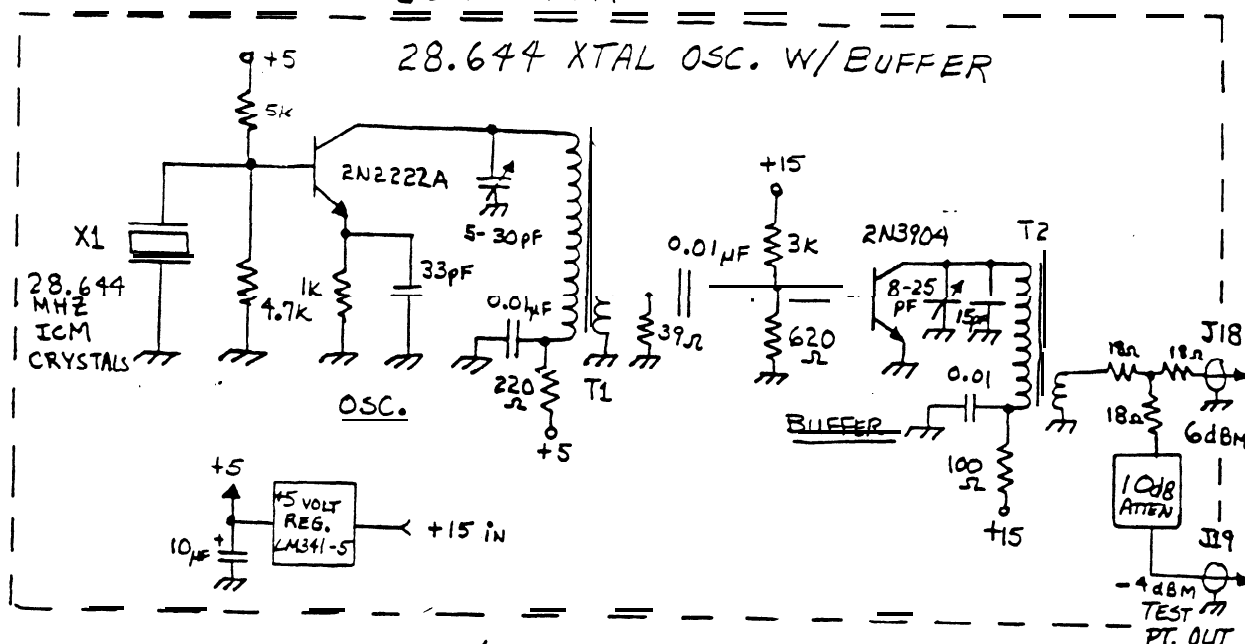 28.644 XTAL OSC. W/ BUFFER
+5
5K
2N2222A
X1
28.644
MHZ
ICM
CRYSTALS
4.7K
1K
33pF
5-30pF
0.01µF
220
Ω
+5
T1
39Ω
OSC.
0.01µF
+15
3K
620
Ω
2N3904
8-25
pF
15pF
T2
0.01
BUFFER
100
Ω
+15
18Ω
18Ω
18Ω
J18
6dBM
10dB
ATTEN
J19
-4dBM
TEST
PT. OUT
+5
10µF
+
+5 VOLT
REG.
LM341-5
+15 iN